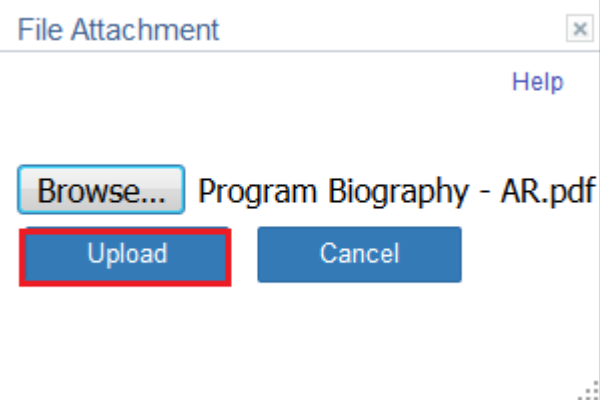 File Attachment
Help
Browse... Program Biography - AR.pdf
Upload Cancel